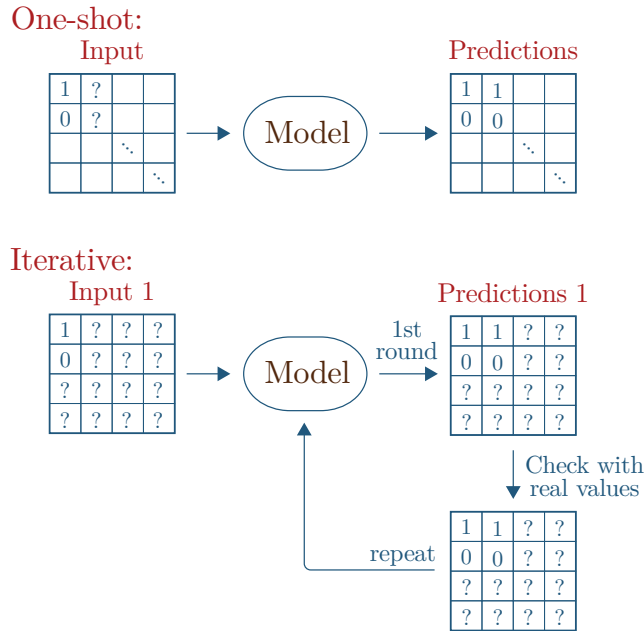 One-shot:
Input
Predictions
1 ?
0 ?
⋱
⋱
Model
1 1
0 0
⋱
⋱
Iterative:
Input 1
Predictions 1
1 ? ? ?
0 ? ? ?
? ? ? ?
? ? ? ?
Model
1st
round
1 1 ? ?
0 0 ? ?
? ? ? ?
? ? ? ?
Check with
real values
repeat
1 1 ? ?
0 0 ? ?
? ? ? ?
? ? ? ?